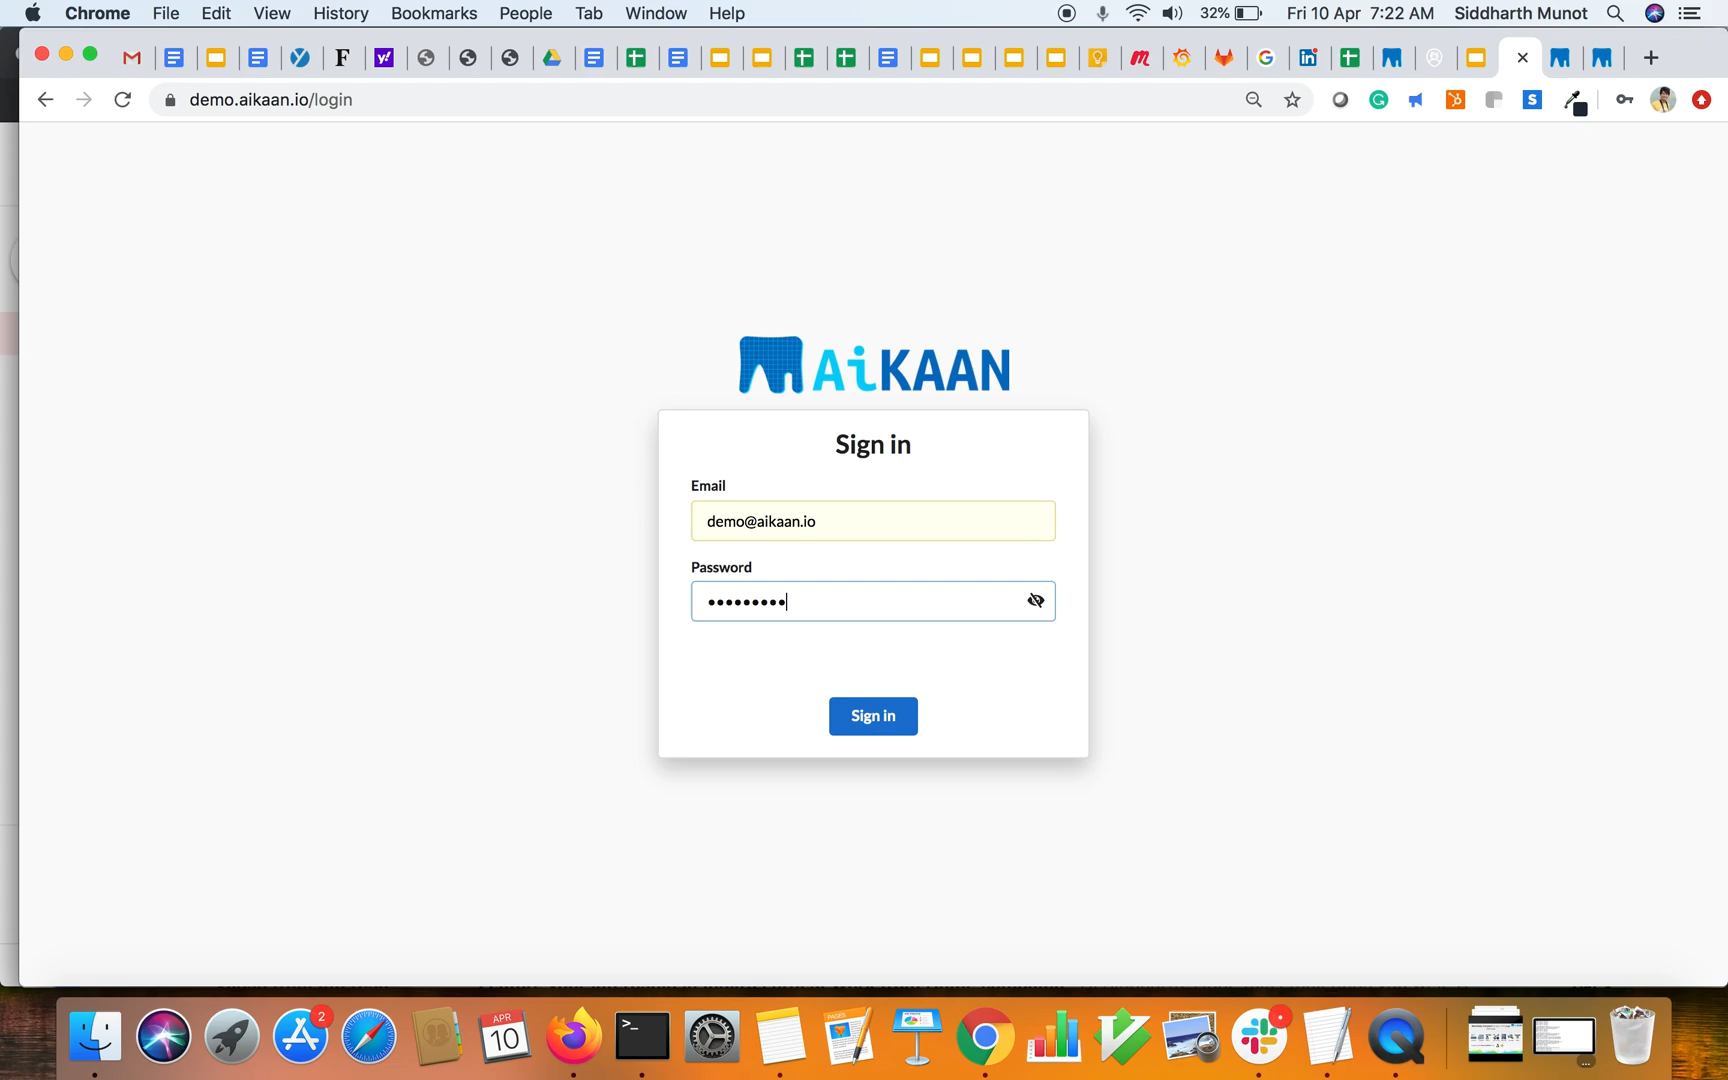 Chrome File Edit View History Bookmarks People Tab Window Help 32% Fri 10 Apr 7:22 AM Siddharth Munot
demo.aikaan.io/login
AiKAAN
Sign in
Email
demo@aikaan.io
Password
Sign in
2
APR
10